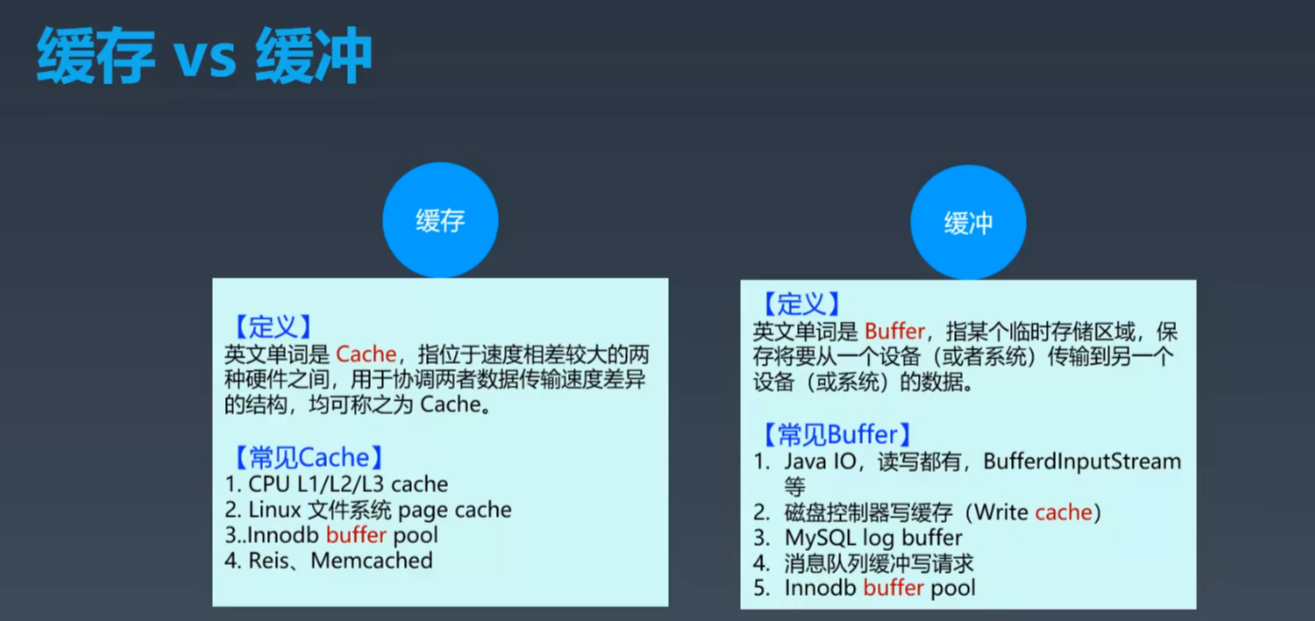 缓存 vs 缓冲
缓存
【定义】
英文单词是 Cache，指位于速度相差较大的两
种硬件之间，用于协调两者数据传输速度差异
的结构，均可称之为 Cache。
【常见Cache】
1. CPU L1/L2/L3 cache
2. Linux 文件系统 page cache
3..Innodb buffer pool
4. Reis、Memcached
缓冲
【定义】
英文单词是 Buffer，指某个临时存储区域，保
存将要从一个设备（或者系统）传输到另一个
设备（或系统）的数据。
【常见Buffer】
1. Java IO，读写都有，BufferdInputStream
等
2. 磁盘控制器写缓存（Write cache）
3. MySQL log buffer
4. 消息队列缓冲写请求
5. Innodb buffer pool